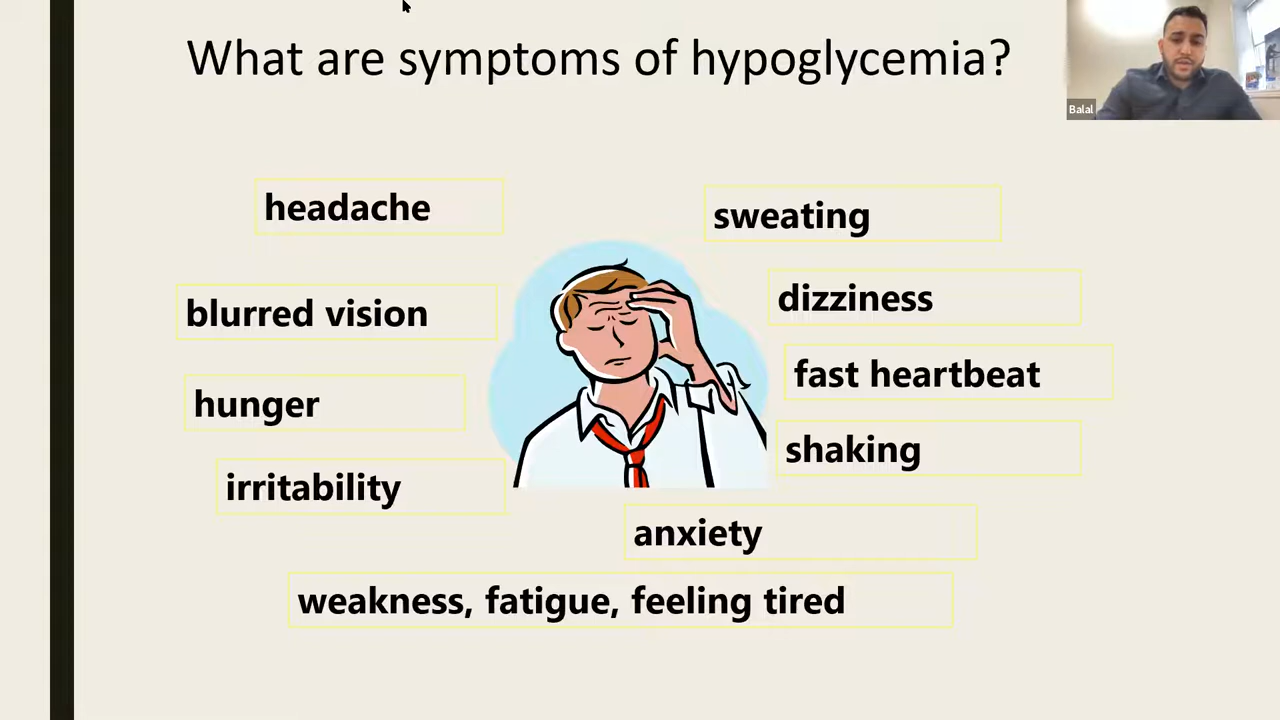 What are symptoms of hypoglycemia?
Balal
headache
sweating
blurred vision
dizziness
hunger
fast heartbeat
irritability
shaking
anxiety
weakness, fatigue, feeling tired